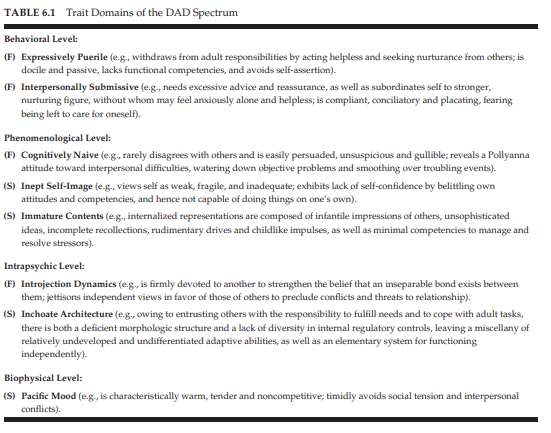 TABLE 6.1 Trait Domains of the DAD Spectrum
Behavioral Level:
(F) Expressively Puerile (e.g., withdraws from adult responsibilities by acting helpless and seeking nurturance from others; is
docile and passive, lacks functional competencies, and avoids self-assertion).
(F) Interpersonally Submissive (e.g., needs excessive advice and reassurance, as well as subordinates self to stronger,
nurturing figure, without whom may feel anxiously alone and helpless; is compliant, conciliatory and placating, fearing
being left to care for oneself).
Phenomenological Level:
(F) Cognitively Naive (e.g., rarely disagrees with others and is easily persuaded, unsuspicious and gullible; reveals a Pollyanna
attitude toward interpersonal difficulties, watering down objective problems and smoothing over troubling events).
(S) Inept Self-Image (e.g., views self as weak, fragile, and inadequate; exhibits lack of self-confidence by belittling own
attitudes and competencies, and hence not capable of doing things on one's own).
(S) Immature Contents (e.g., internalized representations are composed of infantile impressions of others, unsophisticated
ideas, incomplete recollections, rudimentary drives and childlike impulses, as well as minimal competencies to manage and
resolve stressors).
Intrapsychic Level:
(F) Introjection Dynamics (e.g., is firmly devoted to another to strengthen the belief that an inseparable bond exists between
them; jettisons independent views in favor of those of others to preclude conflicts and threats to relationship).
(S) Inchoate Architecture (e.g., owing to entrusting others with the responsibility to fulfill needs and to cope with adult tasks,
there is both a deficient morphologic structure and a lack of diversity in internal regulatory controls, leaving a miscellany of
relatively undeveloped and undifferentiated adaptive abilities, as well as an elementary system for functioning
independently).
Biophysical Level:
(S) Pacific Mood (e.g., is characteristically warm, tender and noncompetitive; timidly avoids social tension and interpersonal
conflicts).